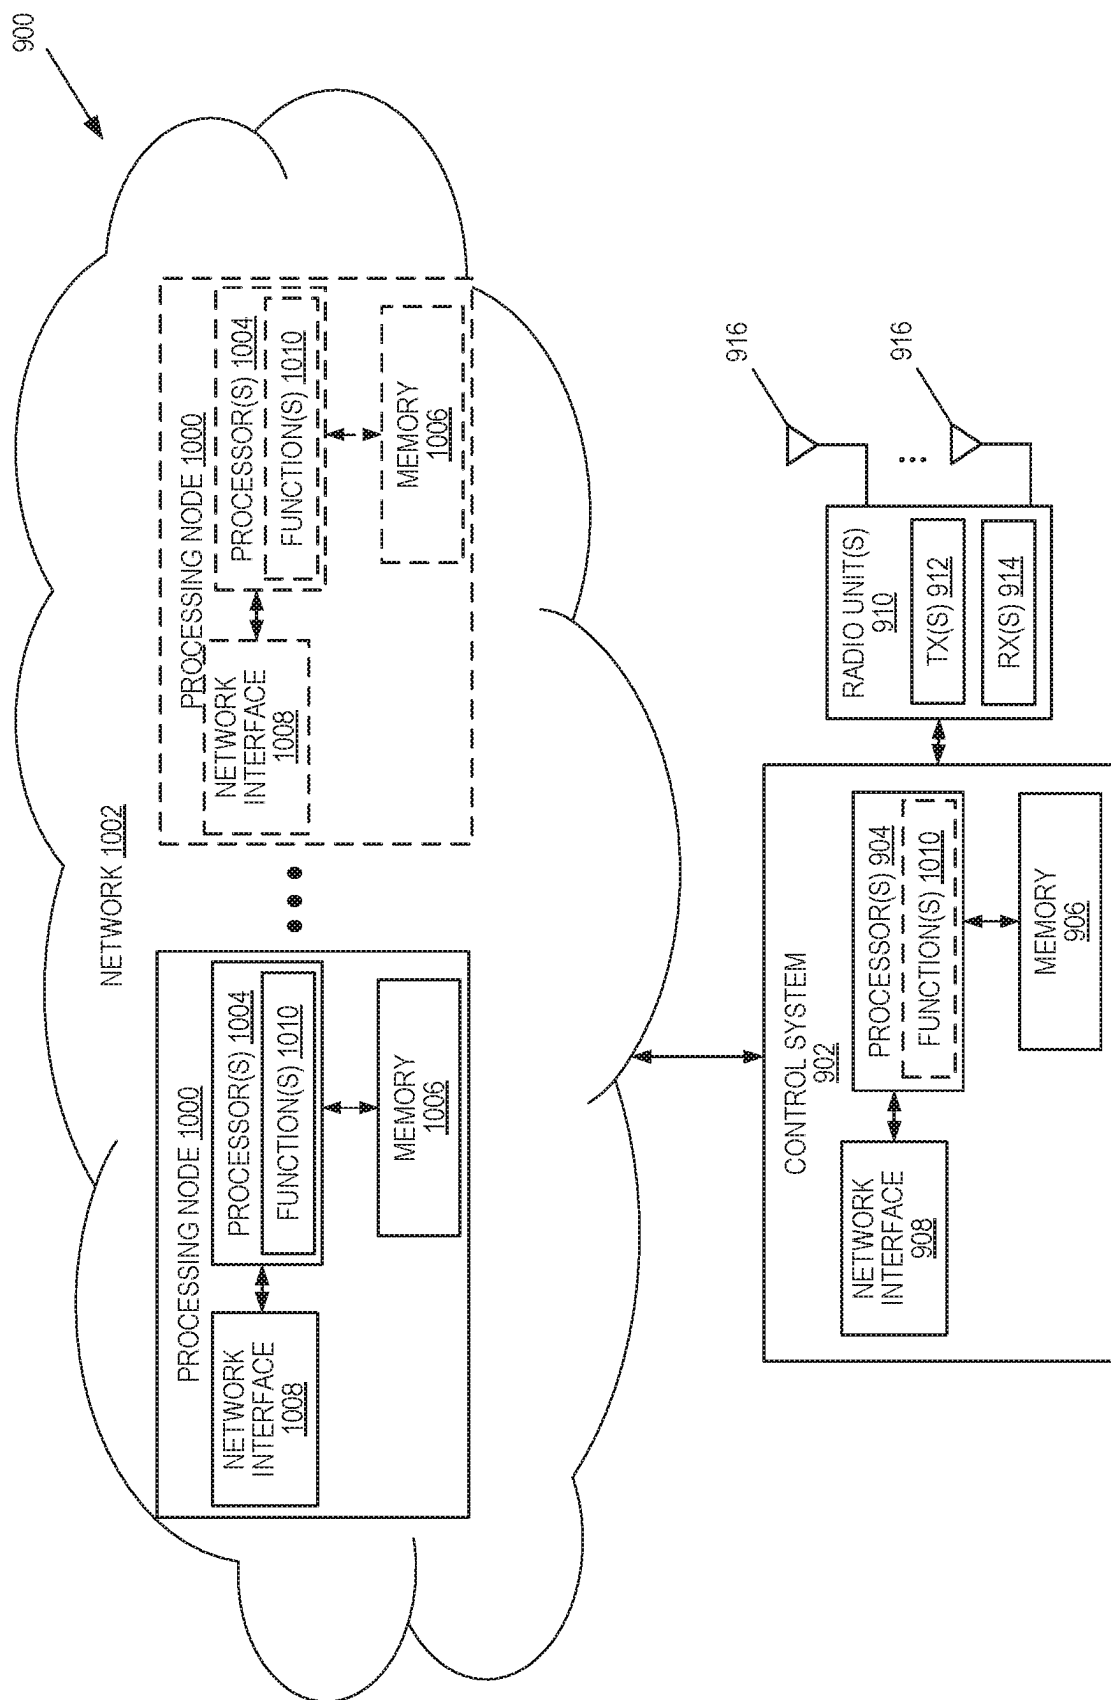 900
NETWORK 1002
PROCESSING NODE 1000
NETWORK
INTERFACE
1008
PROCESSOR(S) 1004
FUNCTION(S) 1010
MEMORY
1006
PROCESSING NODE 1000
NETWORK
INTERFACE
1008
PROCESSOR(S) 1004
FUNCTION(S) 1010
MEMORY
1006
CONTROL SYSTEM
902
NETWORK
INTERFACE
908
PROCESSOR(S) 904
FUNCTION(S) 1010
MEMORY
906
RADIO UNIT(S)
910
TX(S) 912
RX(S) 914
916
916